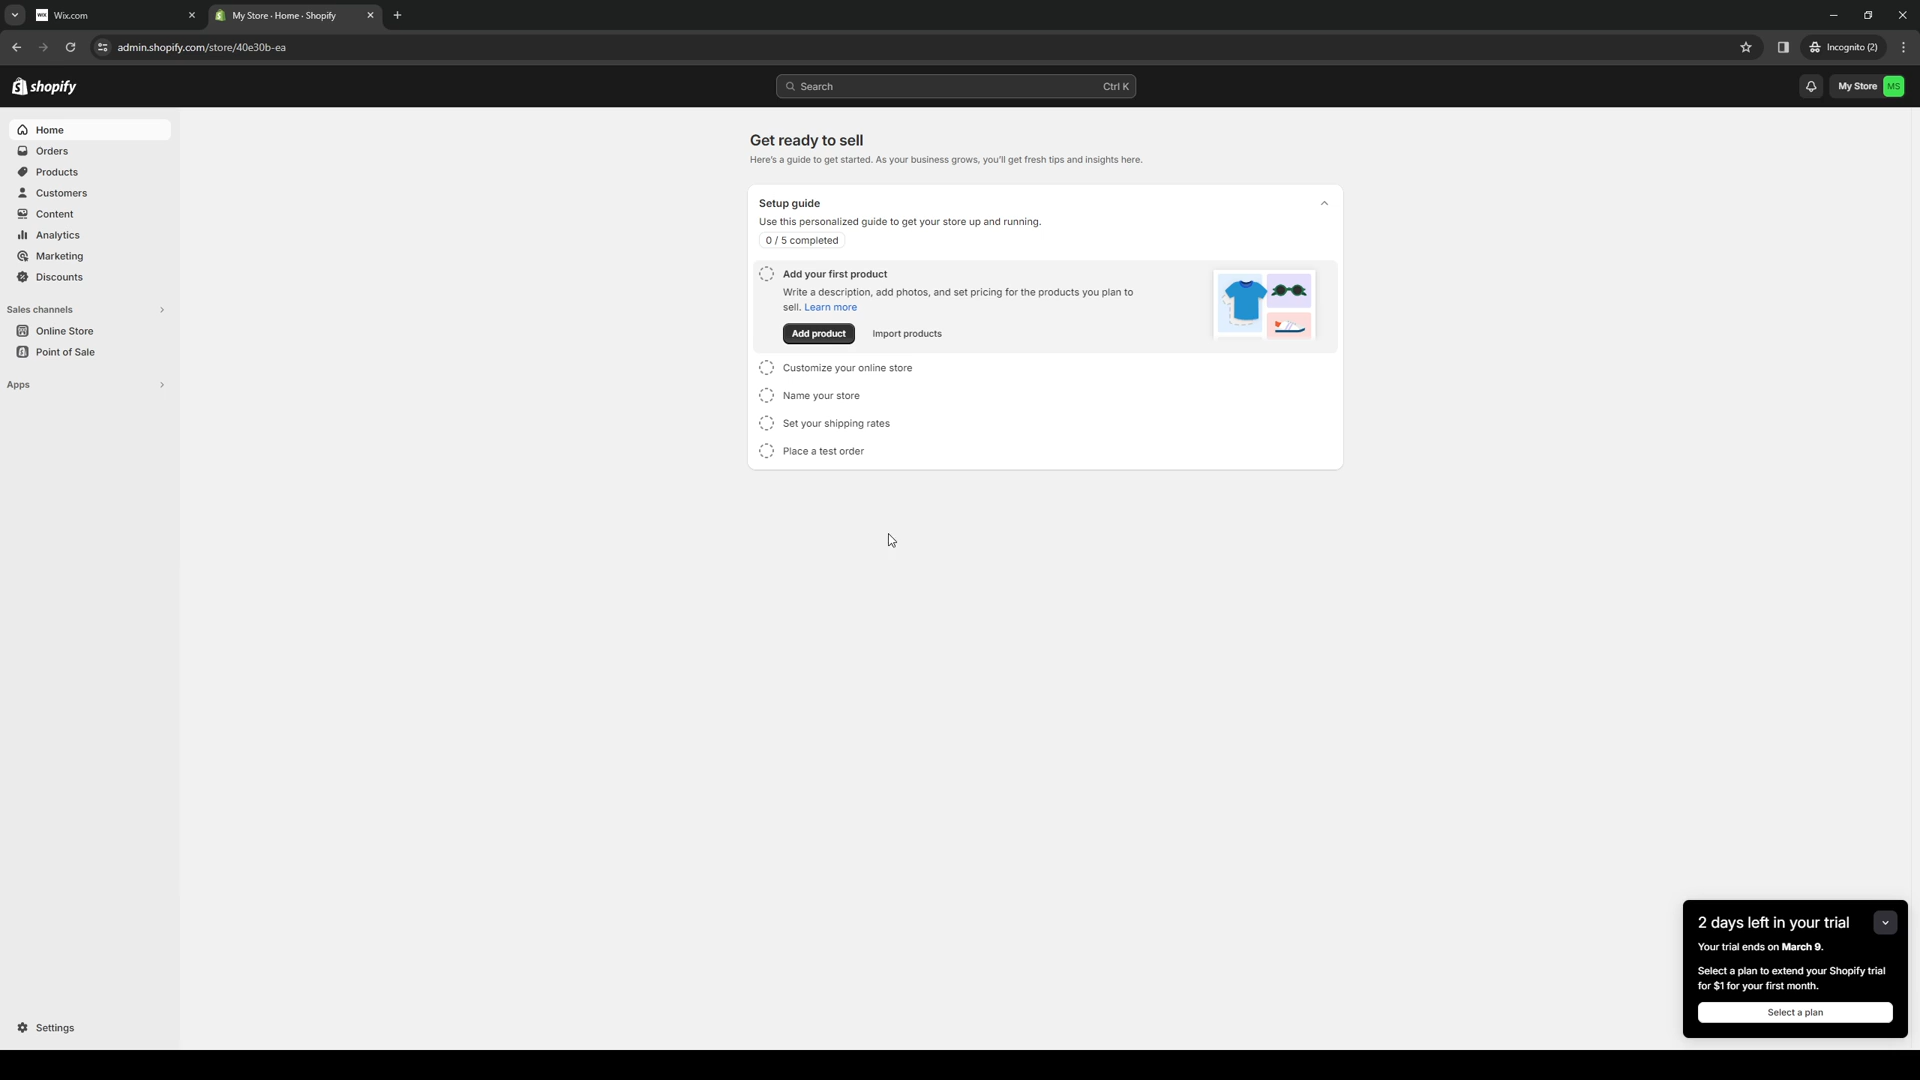 WIX Wix.com
My Store · Home · Shopify
admin.shopify.com/store/40e30b-ea
Incognito (2)
shopify
Search Ctrl K
My Store MS
Home
Orders
Products
Customers
Content
Analytics
Marketing
Discounts
Sales channels
Online Store
Point of Sale
Apps
Settings
Get ready to sell
Here's a guide to get started. As your business grows, you'll get fresh tips and insights here.
Setup guide
Use this personalized guide to get your store up and running.
0 / 5 completed
Add your first product
Write a description, add photos, and set pricing for the products you plan to
sell. Learn more
Add product Import products
Customize your online store
Name your store
Set your shipping rates
Place a test order
2 days left in your trial
Your trial ends on March 9.
Select a plan to extend your Shopify trial
for $1 for your first month.
Select a plan